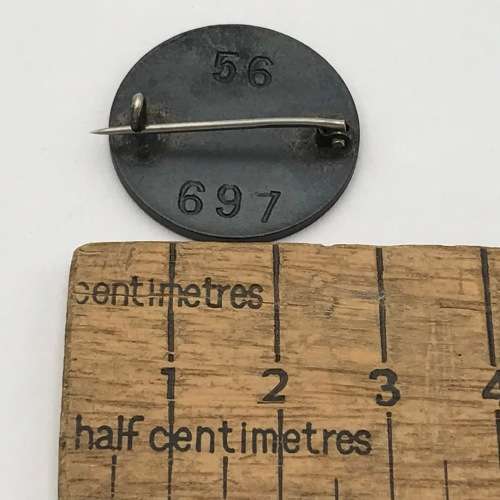 56
697
centimetres
1 2 3 4
half centimetres